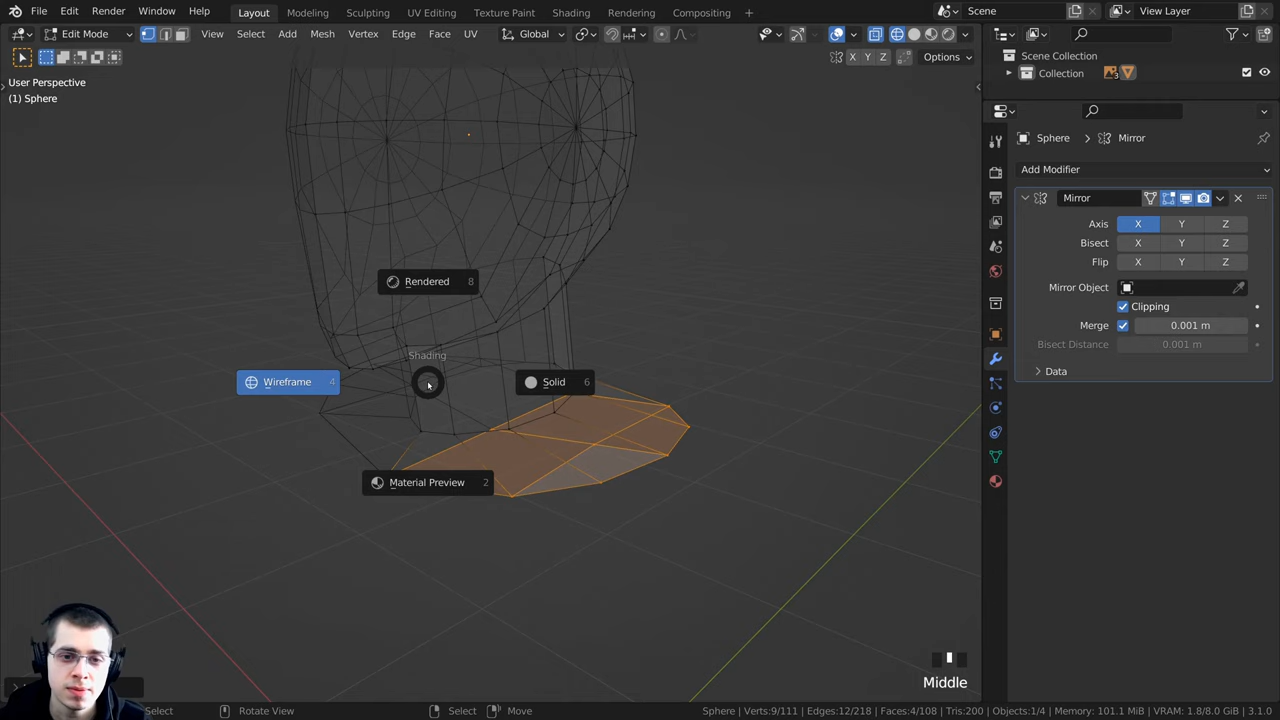 File Edit Render Window Help Layout Modeling Sculpting UV Editing Texture Paint Shading Rendering Compositing + Scene View Layer
Edit Mode View Select Add Mesh Vertex Edge Face UV Global
X Y Z Options
User Perspective
(1) Sphere
Scene Collection
Collection 3
Sphere > Mirror
Add Modifier
Mirror
Axis X Y Z
Bisect X Y Z
Flip X Y Z
Mirror Object
Clipping
Merge 0.001 m
Bisect Distance 0.001 m
Data
Rendered 8
Shading
Wireframe 4
Solid 6
Material Preview 2
Middle
Select Rotate View Select Move Sphere | Verts:9/111 | Edges:12/218 | Faces:4/108 | Tris:200 | Objects:1/4 | Memory: 101.1 MiB | VRAM: 1.8/8.0 GiB | 3.1.0